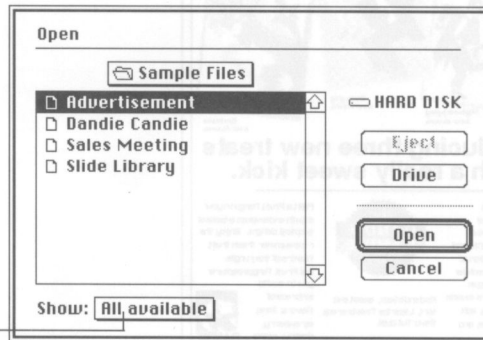 Open
Sample Files
Advertisement
Dandie Candie
Sales Meeting
Slide Library
HARD DISK
Eject
Drive
Open
Cancel
Show: All available